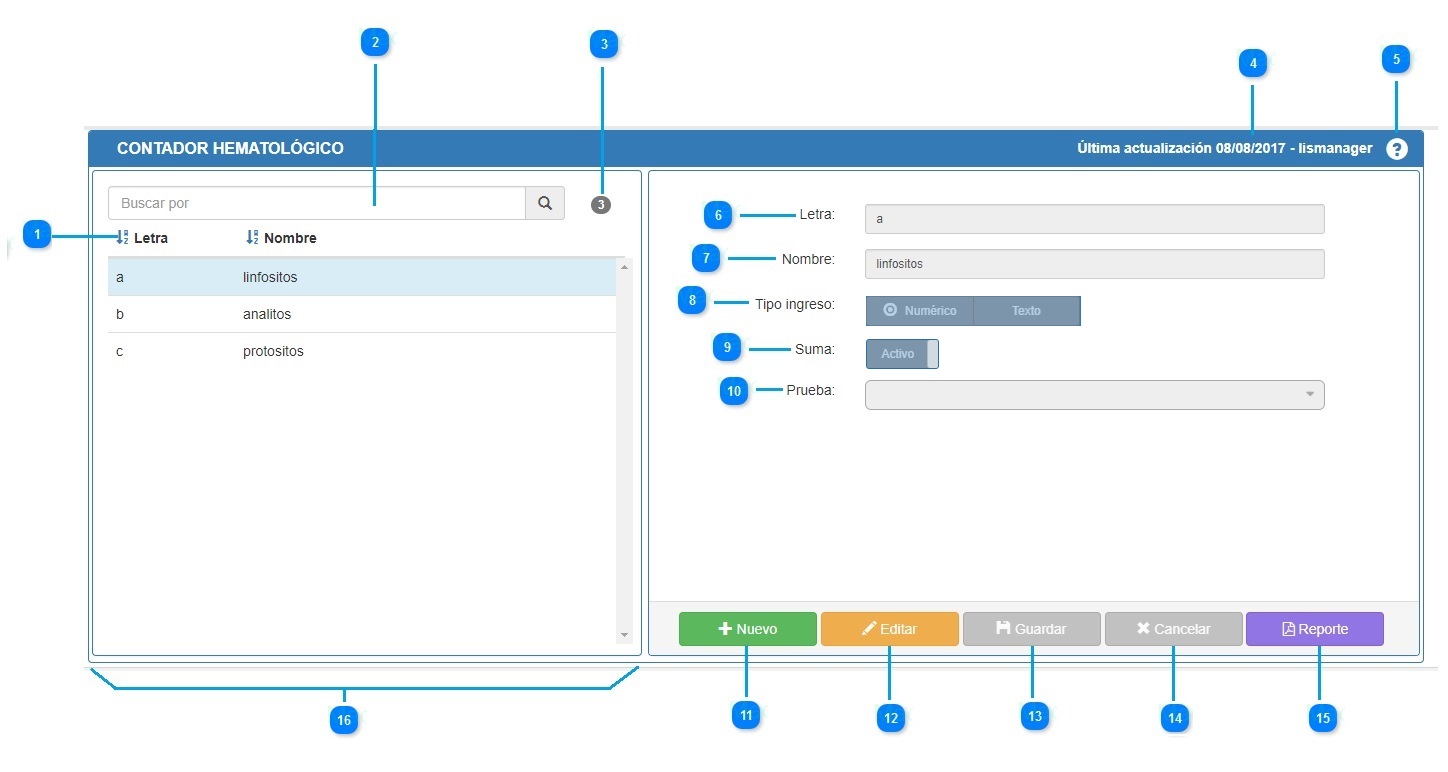 2
3
4
5
CONTADOR HEMATOLÓGICO
Última actualización 08/08/2017 - lismanager ?
Buscar por
3
1
Letra Nombre
a linfositos
b analitos
c protositos
6 Letra: a
7 Nombre: linfositos
8 Tipo ingreso: Numérico Texto
9 Suma: Activo
10 Prueba:
Nuevo Editar Guardar Cancelar Reporte
16
11
12
13
14
15